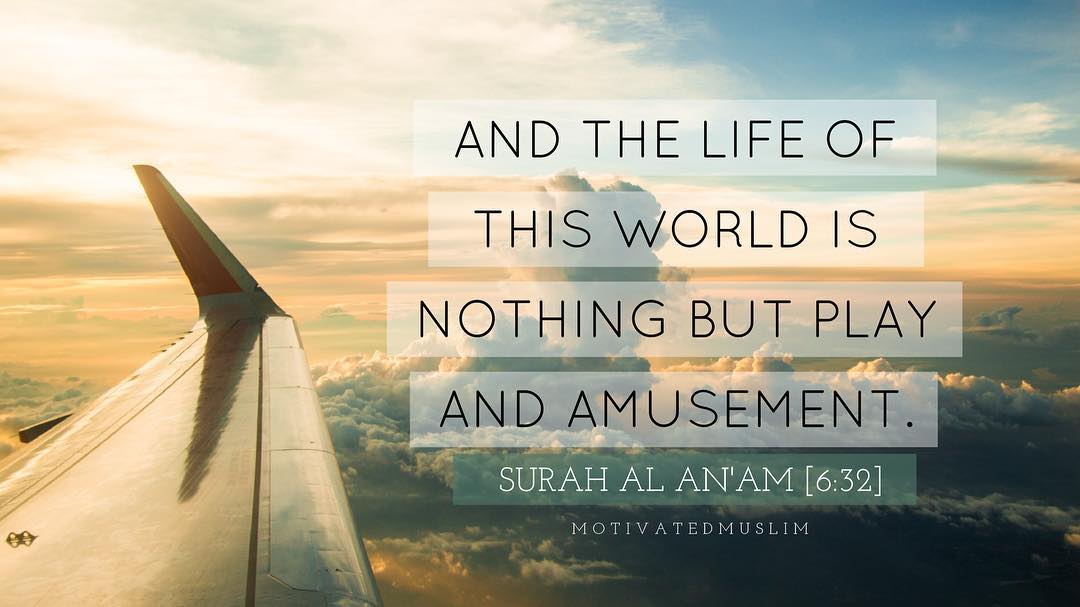 AND THE LIFE OF
THIS WORLD IS
NOTHING BUT PLAY
AND AMUSEMENT.
SURAH AL AN'AM [6:32]
MOTIVATEDMUSLIM